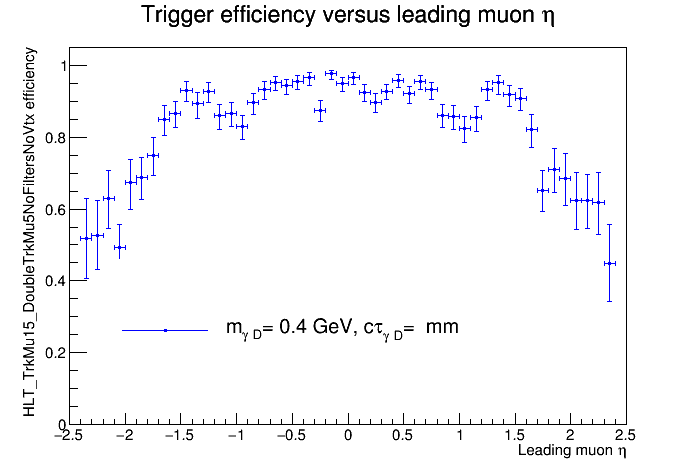 Trigger efficiency versus leading muon η
HLT_TrkMu15_DoubleTrkMu5NoFiltersNoVtx efficiency
1
0.8
0.6
0.4
0.2
0
mγ D= 0.4 GeV, cτγ D=  mm
−2.5 −2 −1.5 −1 −0.5 0 0.5 1 1.5 2 2.5
Leading muon η